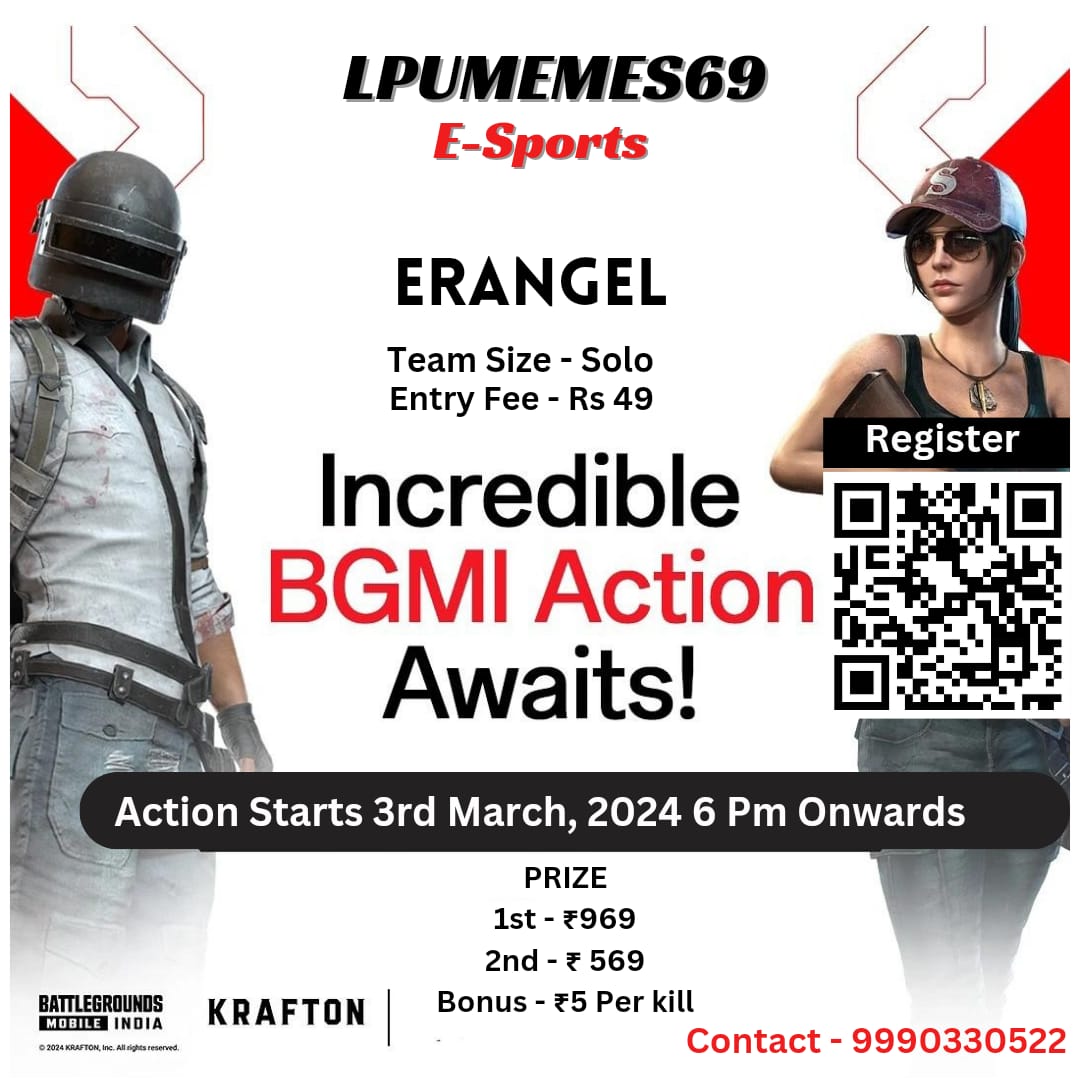 LPUMEMES69
E-Sports
S
ERANGEL
Team Size - Solo
Entry Fee - Rs 49
Register
Incredible
BGMI Action
Awaits!
Action Starts 3rd March, 2024 6 Pm Onwards
PRIZE
1st - ₹969
2nd - ₹ 569
Bonus - ₹5 Per kill
BATTLEGROUNDS
MOBILE INDIA
KRAFTON
© 2024 KRAFTON, Inc. All rights reserved.
Contact - 9990330522